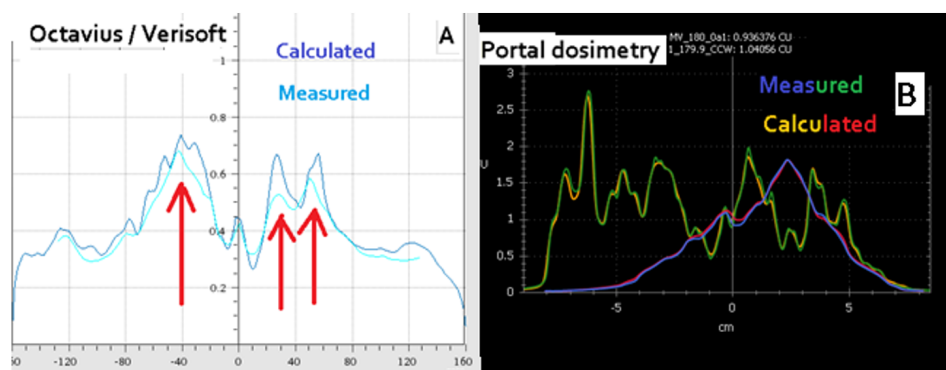 Octavius / Verisoft
A
Calculated
Measured
1
0.8
0.6
0.4
0.2
-120
-80
-40
0
40
80
120
160
Portal dosimetry
MV_180_0a1: 0.936376 CU
1_179.9_CCW: 1.04056 CU
Measured
B
Calculated
3
2.5
2
1.5
1
0.5
0
-5
0
5
cm